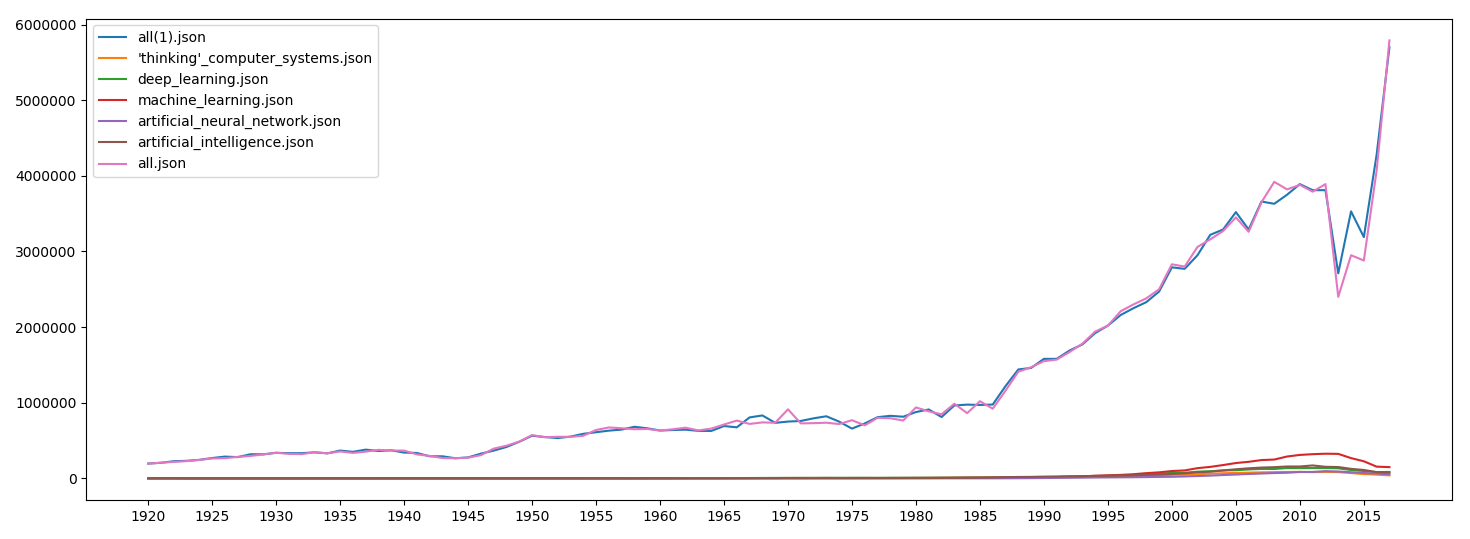 6000000
5000000
4000000
3000000
2000000
1000000
0
all(1).json
'thinking'_computer_systems.json
deep_learning.json
machine_learning.json
artificial_neural_network.json
artificial_intelligence.json
all.json
1920 1925 1930 1935 1940 1945 1950 1955 1960 1965 1970 1975 1980 1985 1990 1995 2000 2005 2010 2015